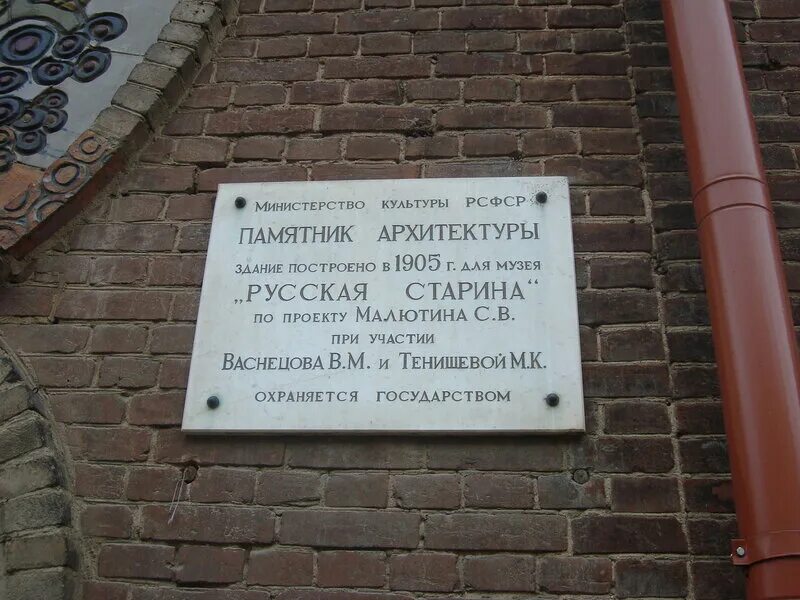 Министерство культуры РСФСР
ПАМЯТНИК АРХИТЕКТУРЫ
здание построено в 1905 г. для музея
„РУССКАЯ СТАРИНА“
по проекту Малютина С.В.
при участии
Васнецова В.М. и Тенишевой М.К.
охраняется государством